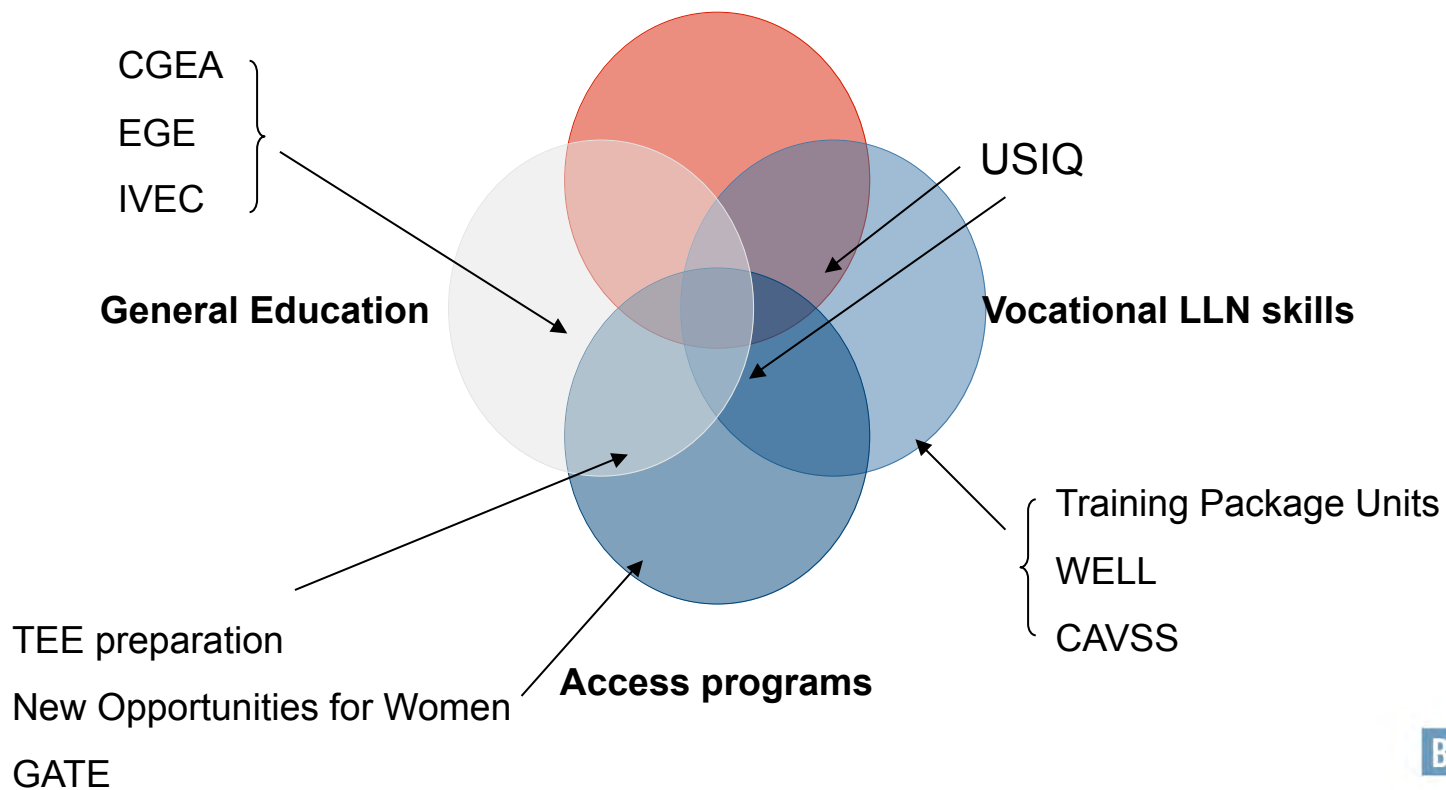 CGEA
EGE
IVEC
USIQ
General Education
Vocational LLN skills
Training Package Units
WELL
CAVSS
TEE preparation
New Opportunities for Women
Access programs
GATE
B